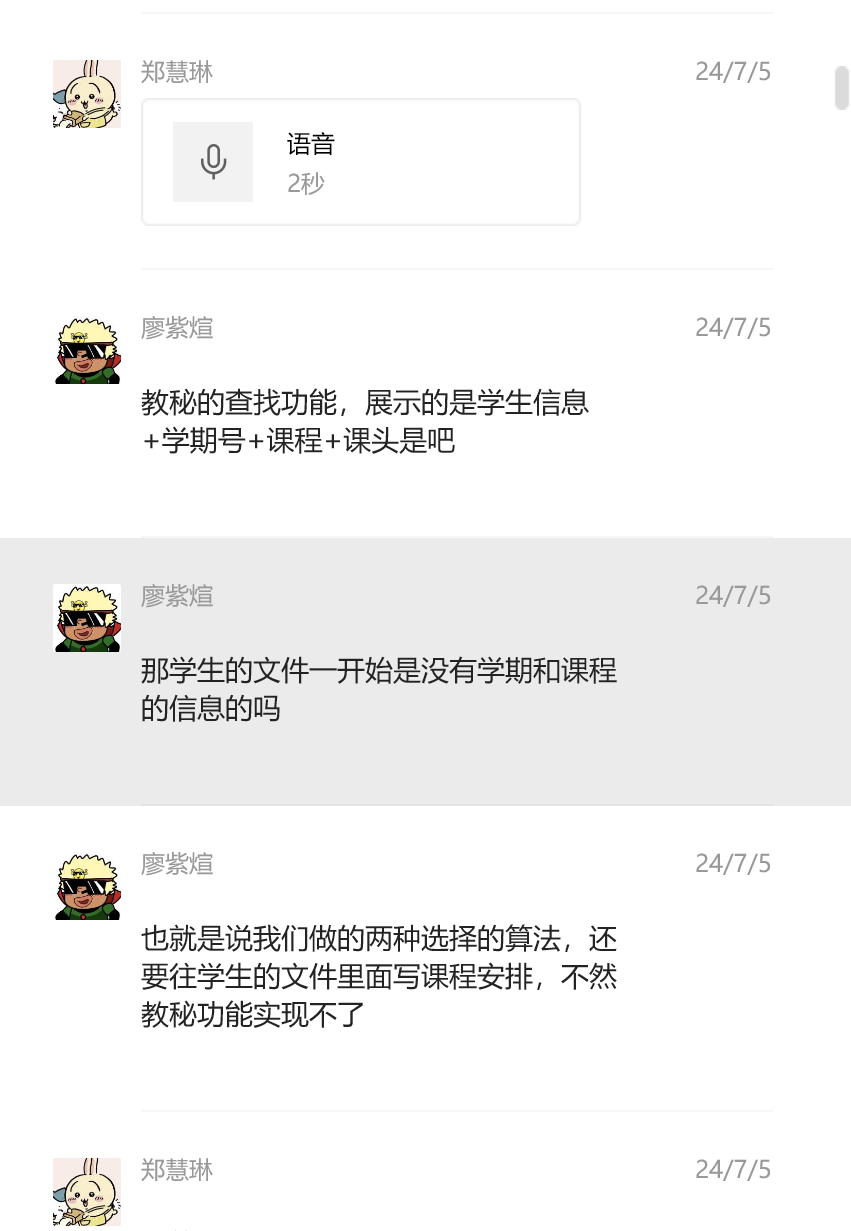 郑慧琳
24/7/5
语音
2秒
廖紫煊
24/7/5
教秘的查找功能，展示的是学生信息
+学期号+课程+课头是吧
廖紫煊
24/7/5
那学生的文件一开始是没有学期和课程
的信息的吗
廖紫煊
24/7/5
也就是说我们做的两种选择的算法，还
要往学生的文件里面写课程安排，不然
教秘功能实现不了
郑慧琳
24/7/5